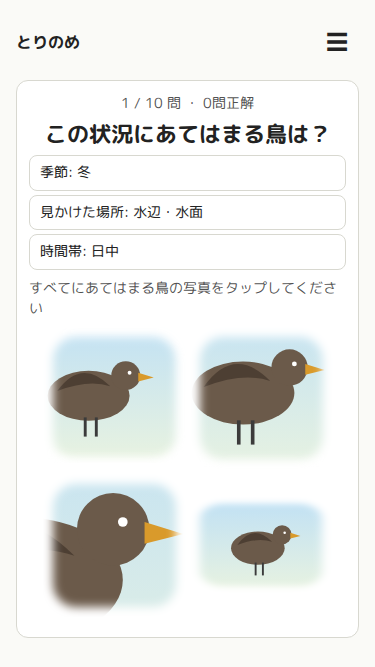 とりのめ
1 / 10 問 · 0問正解
この状況にあてはまる鳥は？
季節: 冬
見かけた場所: 水辺・水面
時間帯: 日中
すべてにあてはまる鳥の写真をタップしてくださ
い